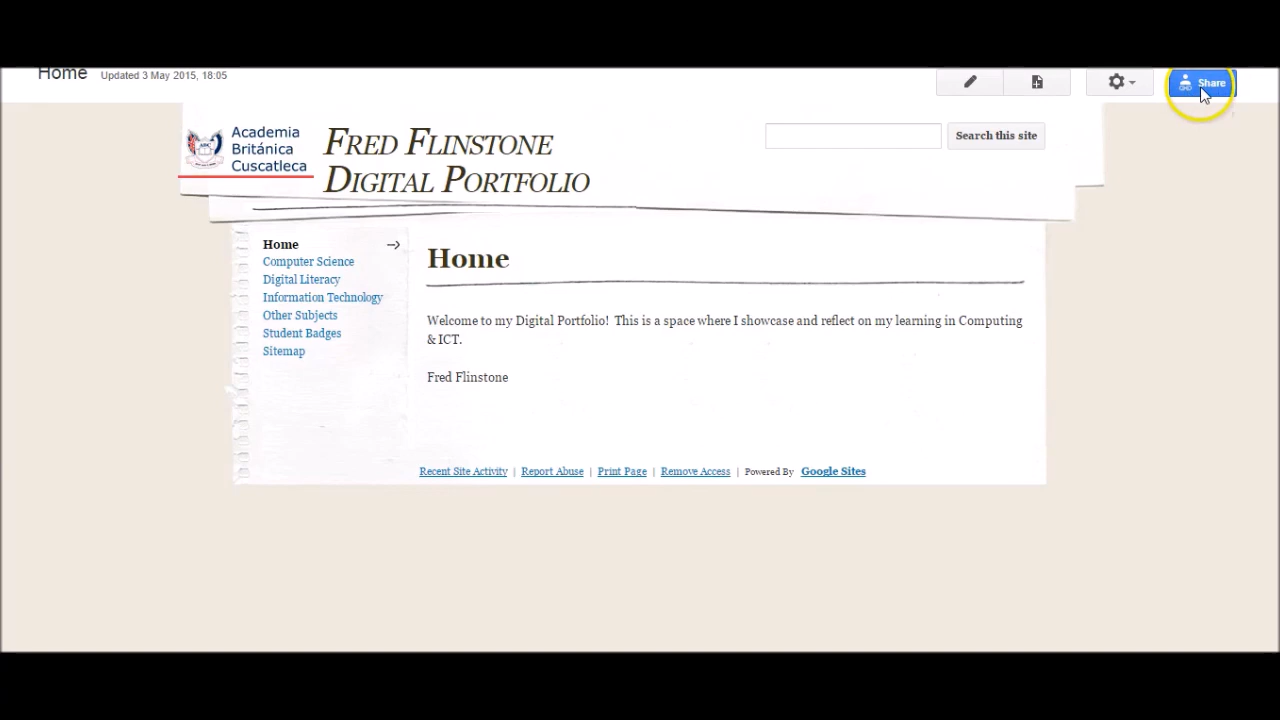 Home Updated 3 May 2015, 18:05
Share
Academia
Británica
Cuscatleca
FRED FLINSTONE
DIGITAL PORTFOLIO
Search this site
Home
Computer Science
Digital Literacy
Information Technology
Other Subjects
Student Badges
Sitemap
Home
Welcome to my Digital Portfolio! This is a space where I showcase and reflect on my learning in Computing
& ICT.
Fred Flinstone
Recent Site Activity | Report Abuse | Print Page | Remove Access | Powered By Google Sites